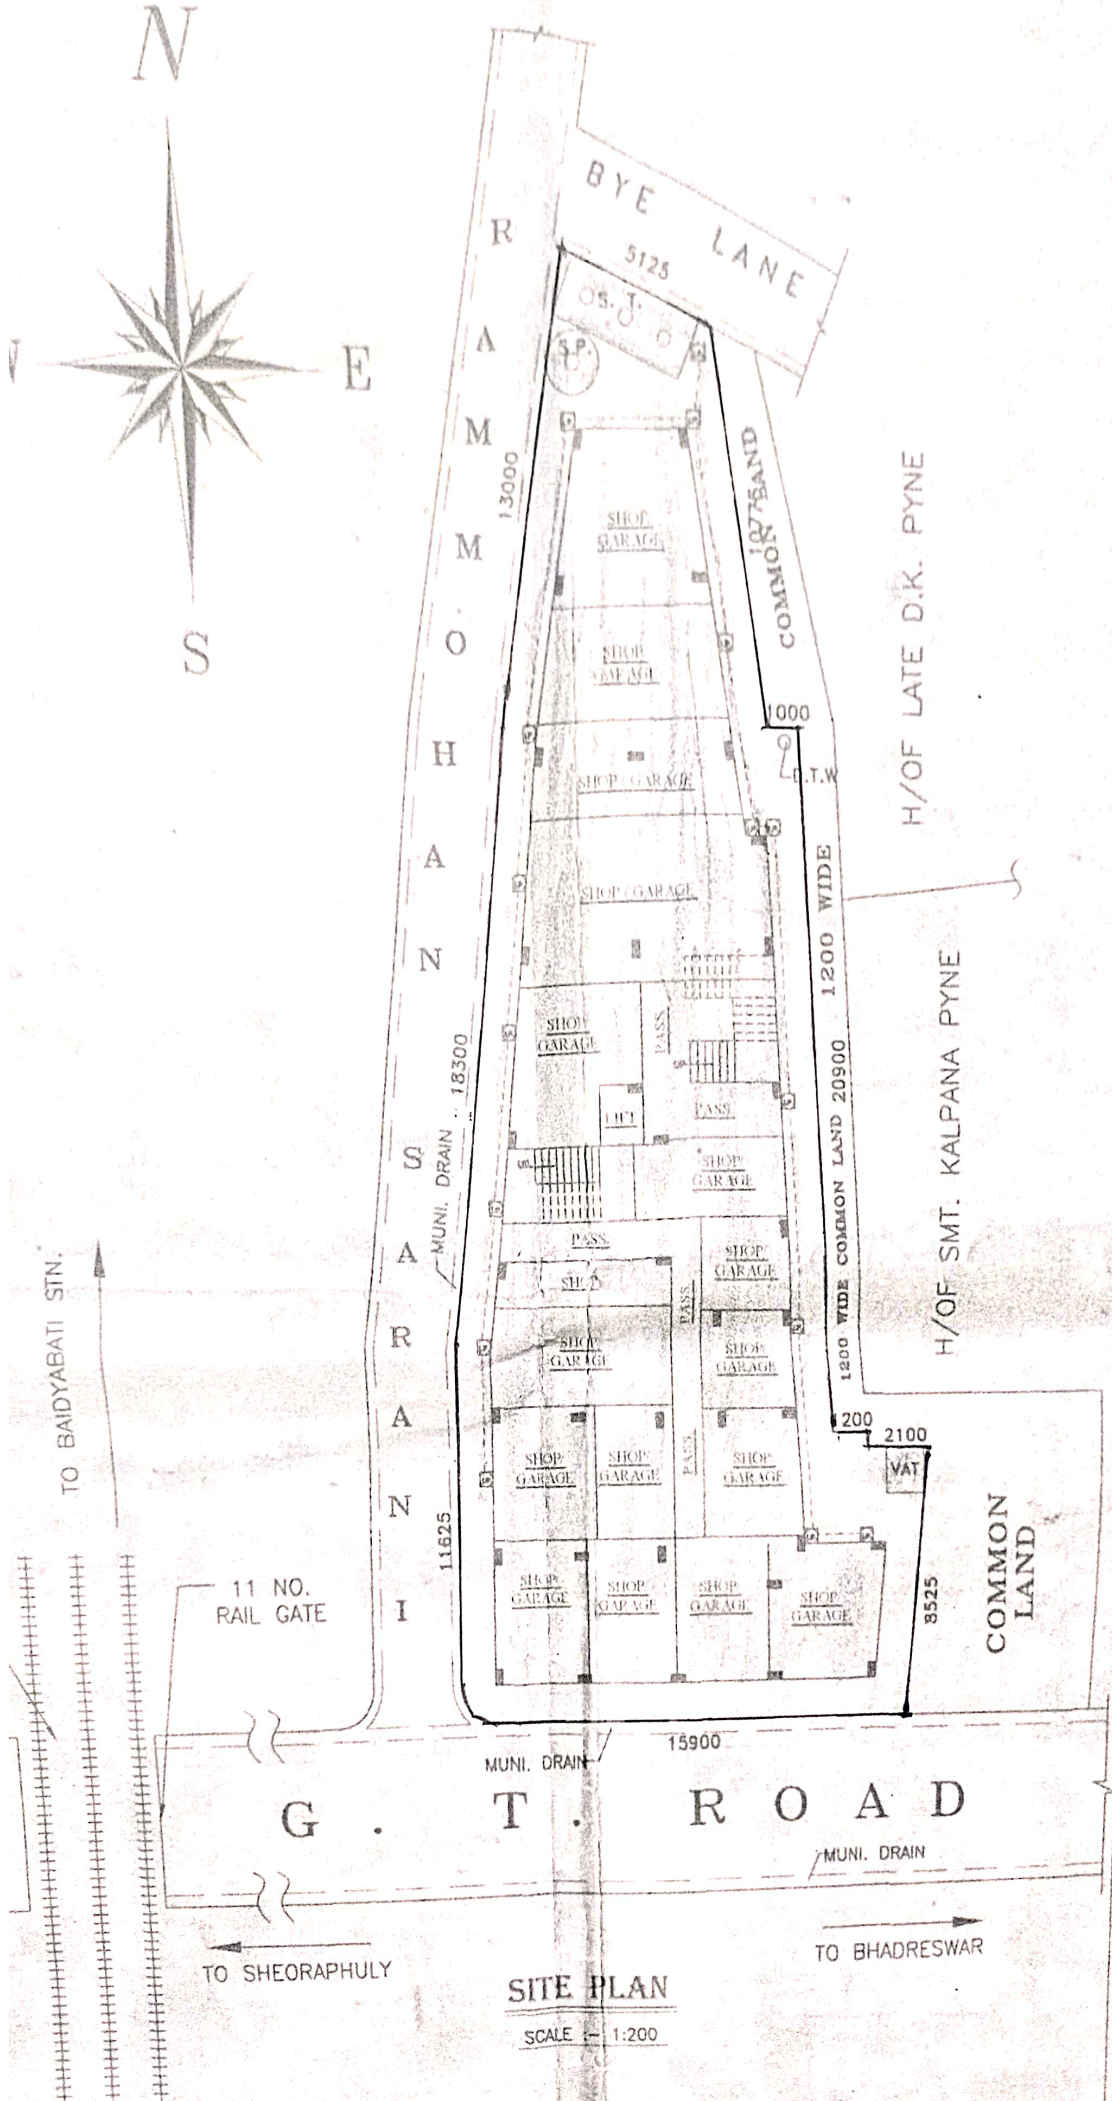 N
E
S
BYE LANE
5125
S. T.
S.P.
RAMMOHAN SARANI
13000
COMMON LAND
H/OF LATE D.K. PYNE
SHOP
GARAGE
SHOP
GARAGE
1000
D.T.W
SHOP / GARAGE
SHOP / GARAGE
1200 WIDE
SHOP
GARAGE
PASS.
18300
MUNI. DRAIN
LIFT
PASS.
1200 WIDE COMMON LAND 20900
H/OF SMT. KALPANA PYNE
SHOP/
GARAGE
PASS.
SHOP/
GARAGE
SHOP
PASS.
SHOP/
GARAGE
SHOP/
GARAGE
TO BAIDYABATI STN.
200
2100
VAT
SHOP/
GARAGE
SHOP/
GARAGE
PASS.
SHOP/
GARAGE
11625
COMMON
LAND
11 NO.
RAIL GATE
SHOP/
GARAGE
SHOP/
GARAGE
SHOP/
GARAGE
SHOP/
GARAGE
8525
15900
MUNI. DRAIN
G. T. ROAD
MUNI. DRAIN
TO SHEORAPHULY
TO BHADRESWAR
SITE PLAN
SCALE :- 1:200